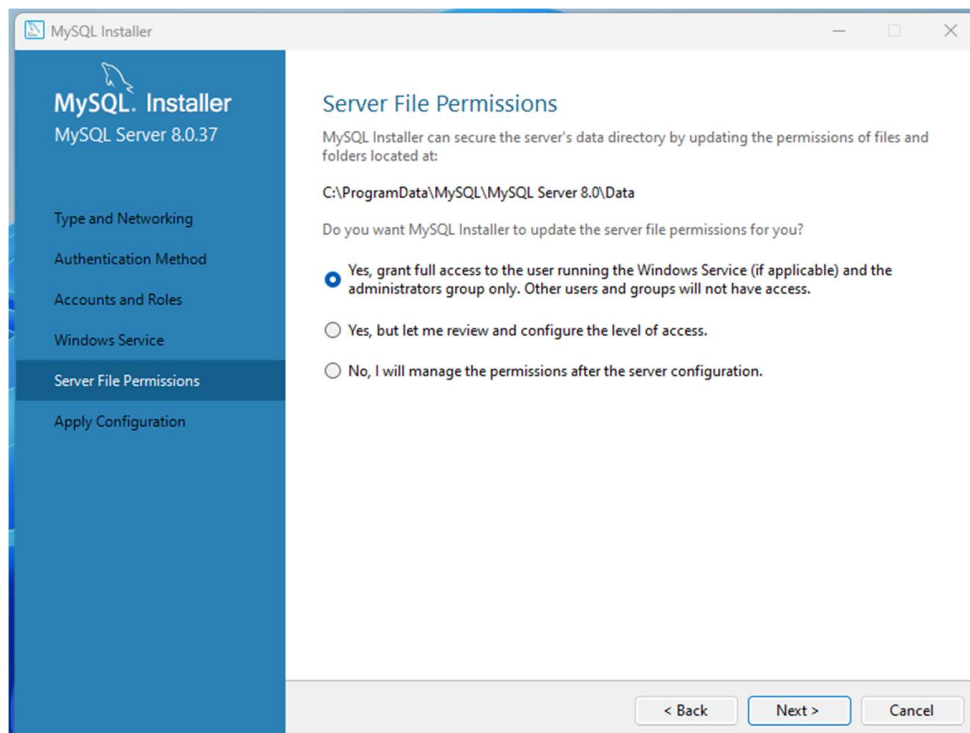 MySQL Installer
MySQL. Installer
MySQL Server 8.0.37
Type and Networking
Authentication Method
Accounts and Roles
Windows Service
Server File Permissions
Apply Configuration
Server File Permissions
MySQL Installer can secure the server's data directory by updating the permissions of files and
folders located at:
C:\ProgramData\MySQL\MySQL Server 8.0\Data
Do you want MySQL Installer to update the server file permissions for you?
Yes, grant full access to the user running the Windows Service (if applicable) and the
administrators group only. Other users and groups will not have access.
Yes, but let me review and configure the level of access.
No, I will manage the permissions after the server configuration.
< Back
Next >
Cancel